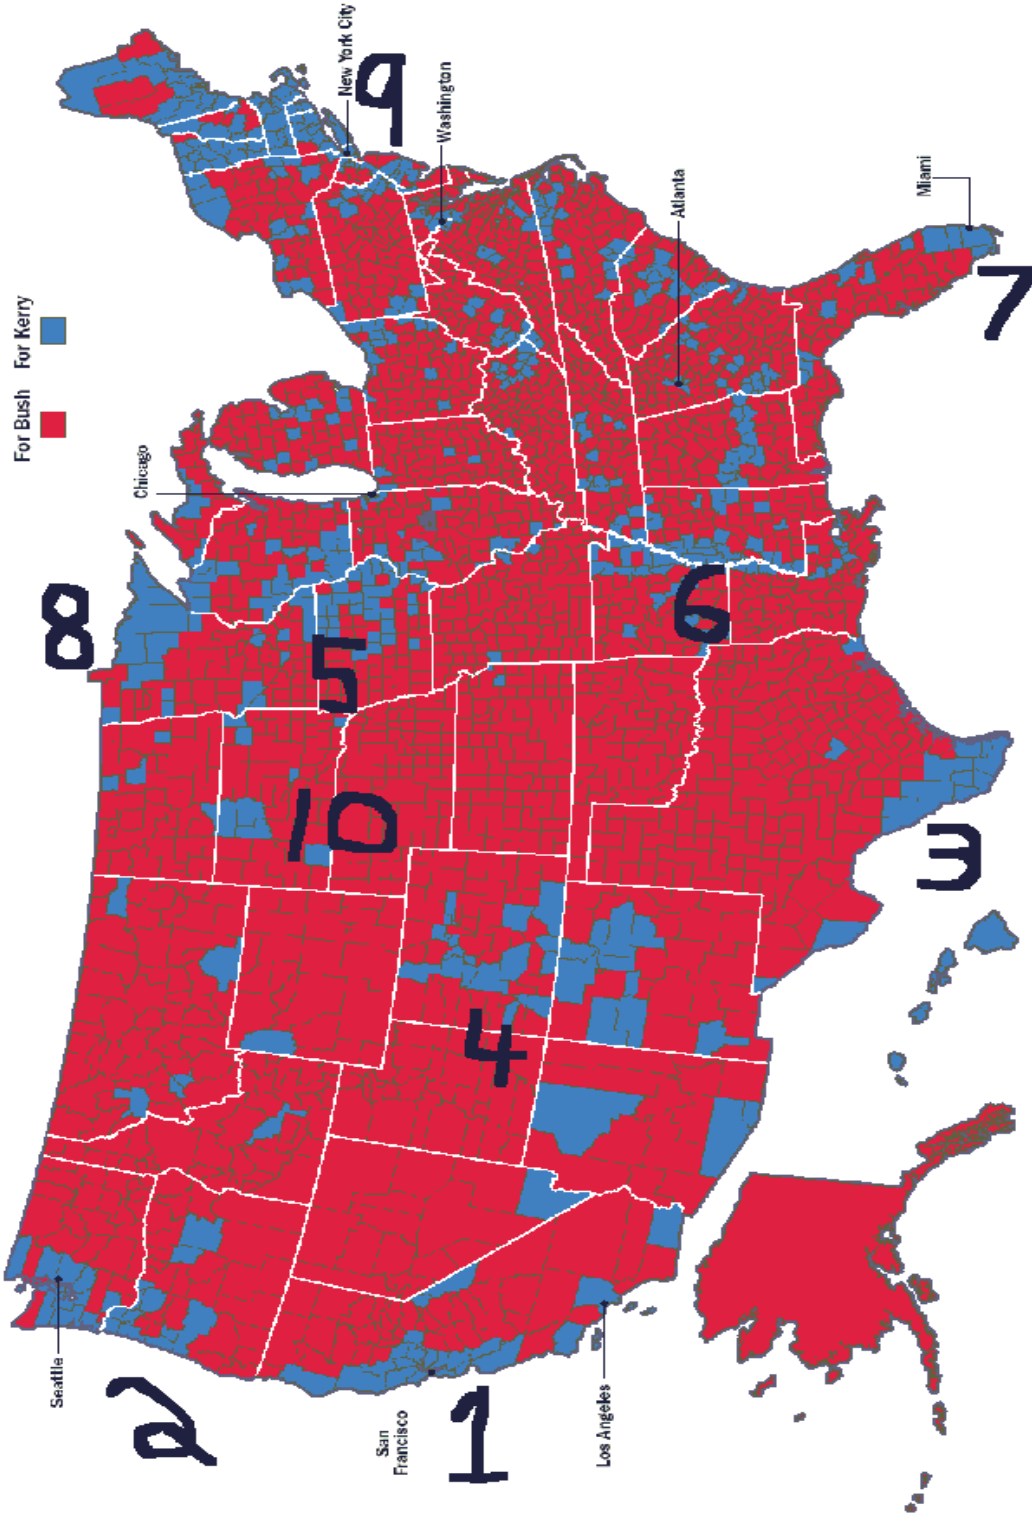 For Bush
For Kerry
Seattle
San
Francisco
Los Angeles
Chicago
New York City
Washington
Atlanta
Miami
1
2
3
4
5
6
7
8
9
10